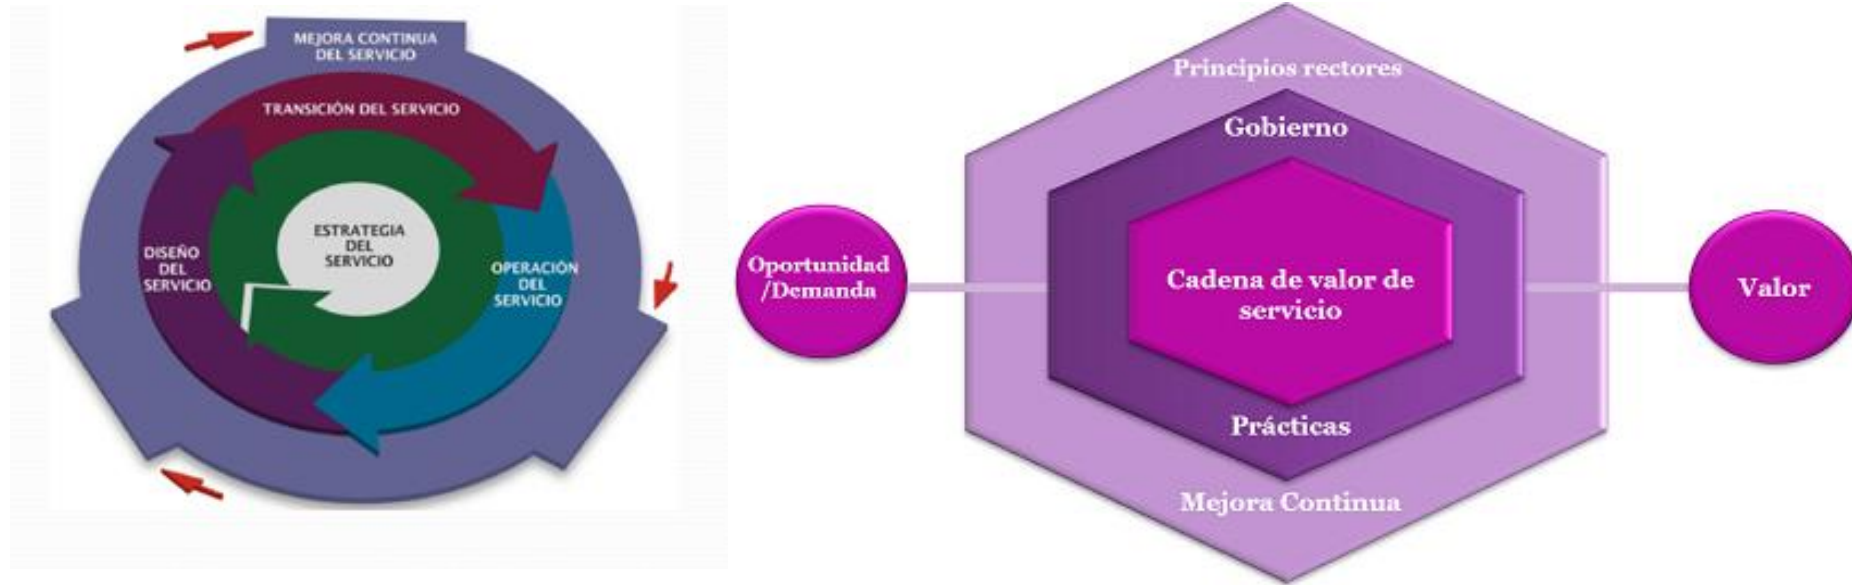 MEJORA CONTINUA
DEL SERVICIO
TRANSICIÓN DEL SERVICIO
ESTRATEGIA
DEL
SERVICIO
DISEÑO
DEL
SERVICIO
OPERACIÓN
DEL
SERVICIO
Principios rectores
Gobierno
Oportunidad
/Demanda
Cadena de valor de
servicio
Valor
Prácticas
Mejora Continua